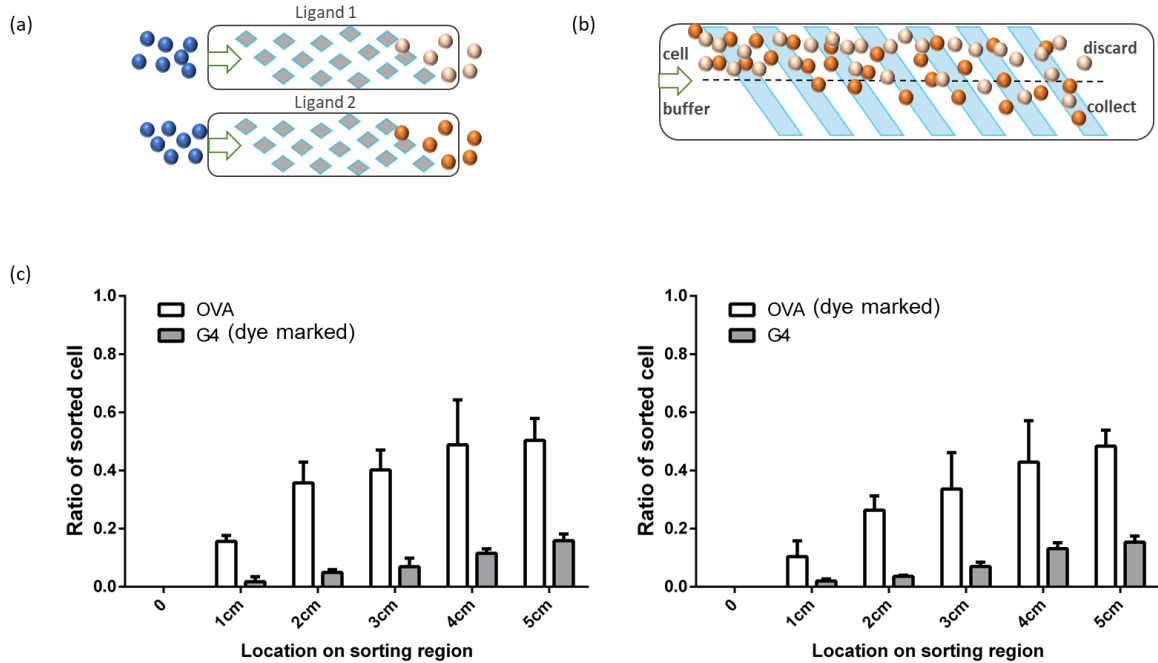 (a)
Ligand 1
Ligand 2
(b)
cell
buffer
discard
collect
(c)
Ratio of sorted cell
1.0
0.8
0.6
0.4
0.2
0.0
OVA
G4 (dye marked)
0
1cm
2cm
3cm
4cm
5cm
Location on sorting region
Ratio of sorted cell
1.0
0.8
0.6
0.4
0.2
0.0
OVA (dye marked)
G4
0
1cm
2cm
3cm
4cm
5cm
Location on sorting region